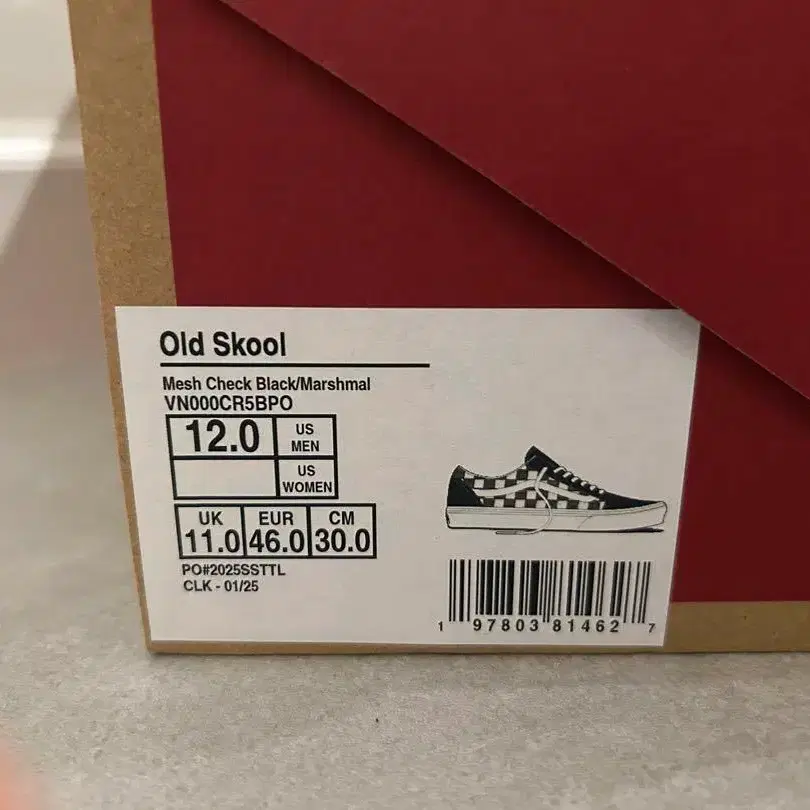 Old Skool
Mesh Check Black/Marshmal
VN000CR5BPO
12.0 US MEN
US WOMEN
UK EUR CM
11.0 46.0 30.0
PO#2025SSTTL
CLK - 01/25
1 97803 81462 7